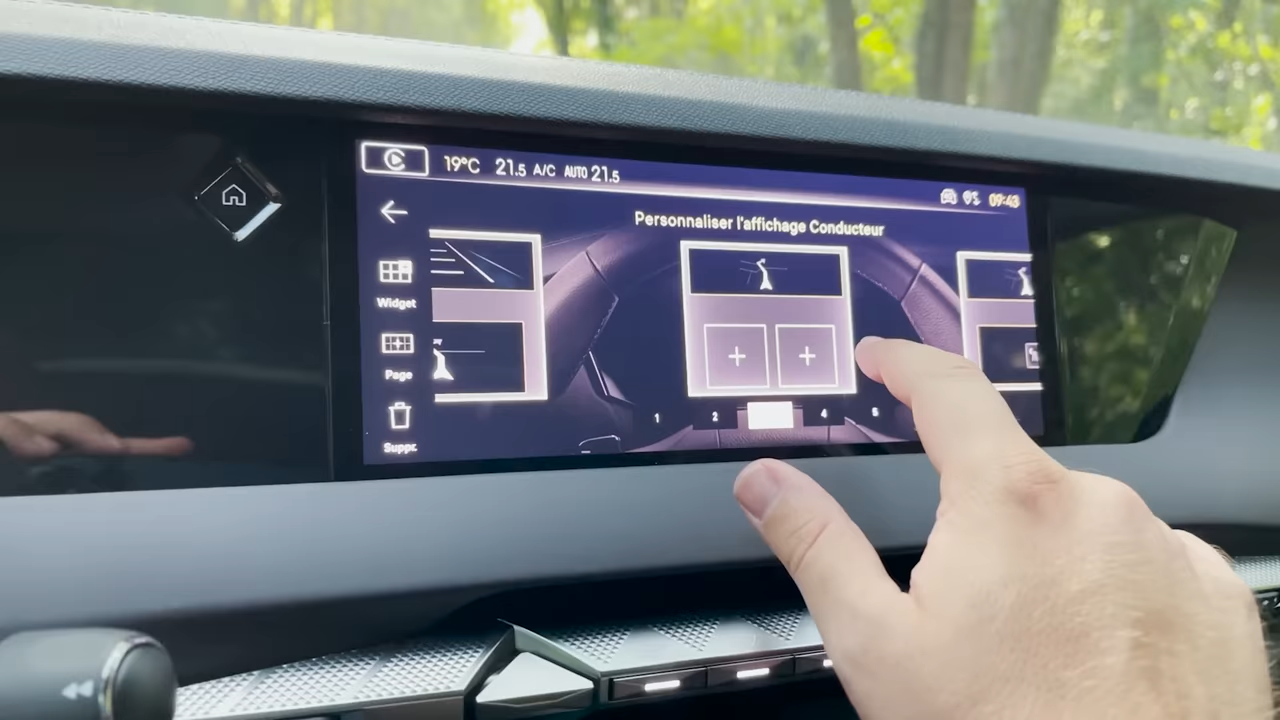 19°C 21.5 A/C AUTO 21.5
09:43
Personnaliser l'affichage Conducteur
Widget
Page
Suppr.
1 2 4 5